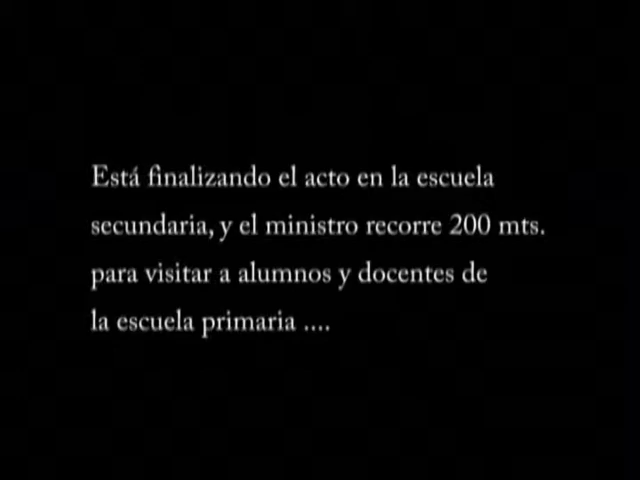 Está finalizando el acto en la escuela
secundaria, y el ministro recorre 200 mts.
para visitar a alumnos y docentes de
la escuela primaria ....